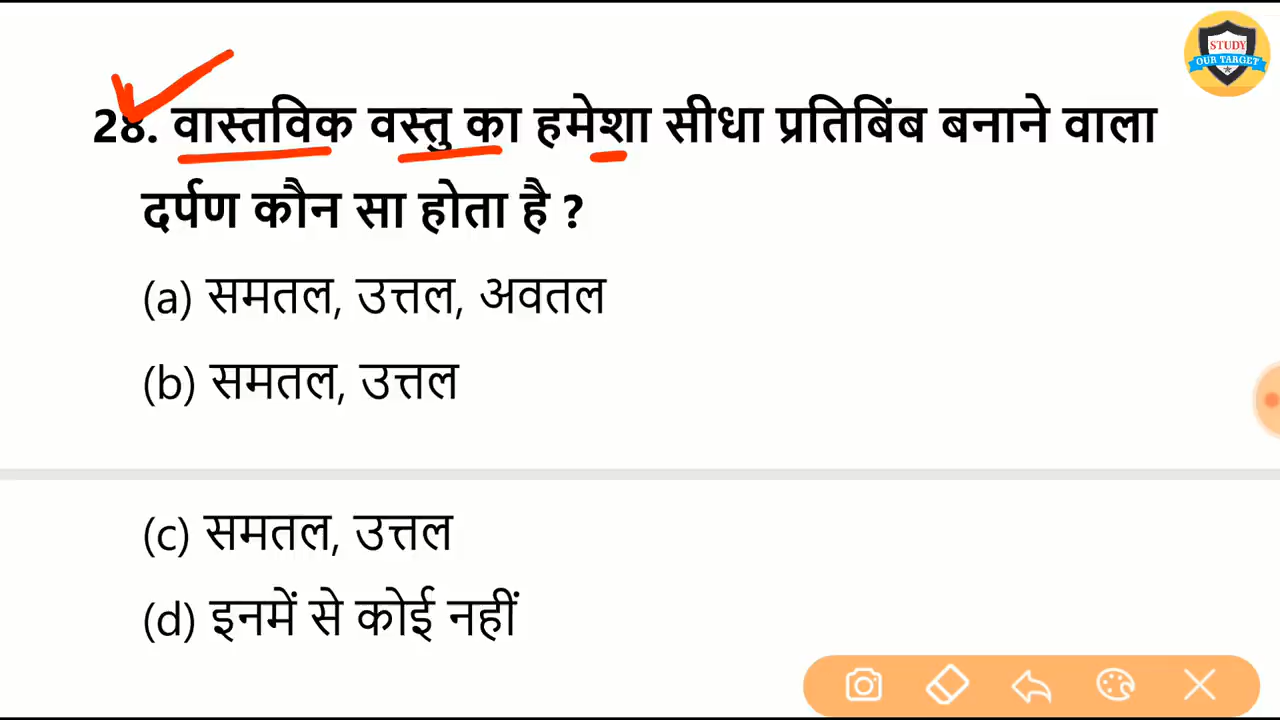 STUDY
OUR TARGET
28. वास्तविक वस्तु का हमेशा सीधा प्रतिबिंब बनाने वाला
दर्पण कौन सा होता है ?
(a) समतल, उत्तल, अवतल
(b) समतल, उत्तल
(c) समतल, उत्तल
(d) इनमें से कोई नहीं